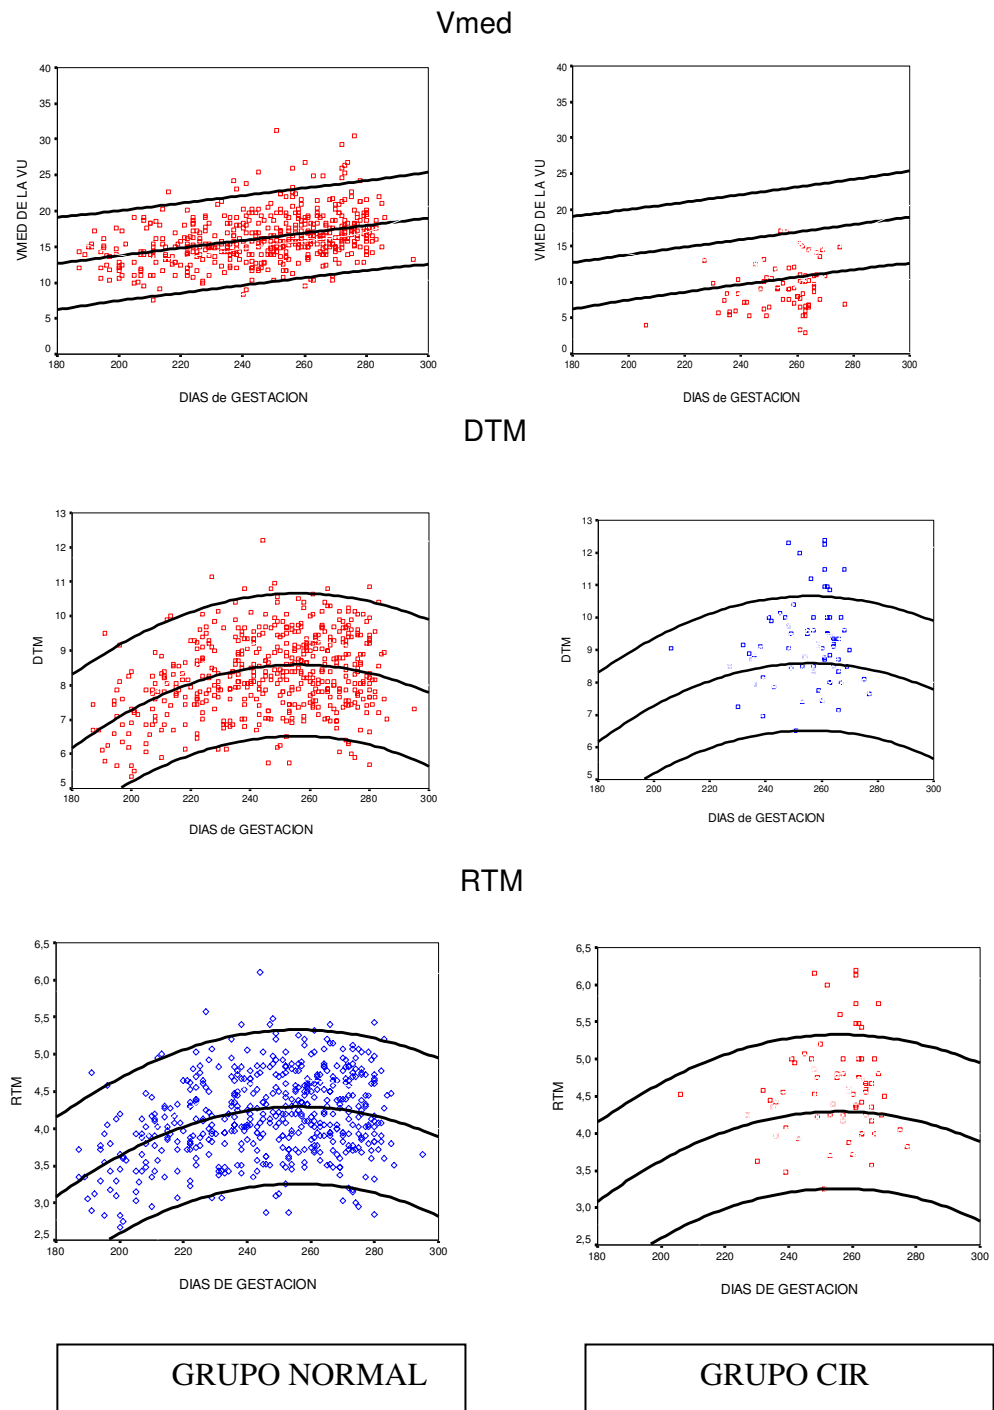 Vmed
40
35
30
25
20
15
10
5
0
VMED DE LA VU
180 200 220 240 260 280 300
DIAS de GESTACION
40
35
30
25
20
15
10
5
0
VMED DE LA VU
180 200 220 240 260 280 300
DIAS de GESTACION
DTM
13
12
11
10
9
8
7
6
5
DTM
180 200 220 240 260 280 300
DIAS de GESTACION
13
12
11
10
9
8
7
6
5
DTM
180 200 220 240 260 280 300
DIAS de GESTACION
RTM
6,5
6,0
5,5
5,0
4,5
4,0
3,5
3,0
2,5
RTM
180 200 220 240 260 280 300
DIAS DE GESTACION
6,5
6,0
5,5
5,0
4,5
4,0
3,5
3,0
2,5
RTM
180 200 220 240 260 280 300
DIAS DE GESTACION
GRUPO NORMAL
GRUPO CIR